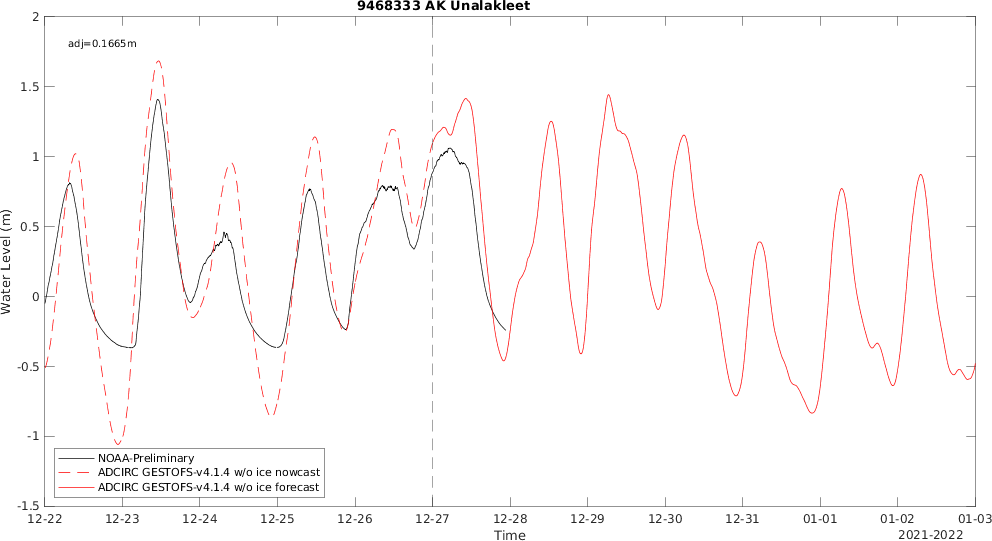 9468333 AK Unalakleet
adj=0.1665m
2
1.5
1
0.5
0
-0.5
-1
-1.5
Water Level (m)
NOAA-Preliminary
ADCIRC GESTOFS-v4.1.4 w/o ice nowcast
ADCIRC GESTOFS-v4.1.4 w/o ice forecast
12-22 12-23 12-24 12-25 12-26 12-27 12-28 12-29 12-30 12-31 01-01 01-02 01-03
Time
2021-2022